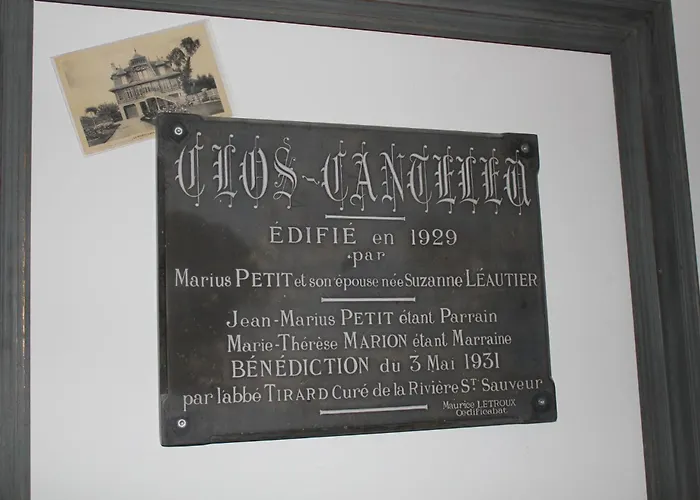 CLOS-CANTELEU
ÉDIFIÉ en 1929
par
Marius PETIT et son épouse née Suzanne LÉAUTIER
Jean-Marius PETIT étant Parrain
Marie-Thérèse MARION étant Marraine
BÉNÉDICTION du 3 Mai 1931
par l'abbé TIRARD Curé de la Rivière ST Sauveur
Maurice LETROUX
Œdificabat